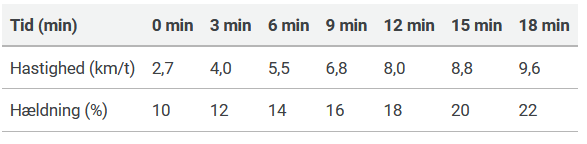 Tid (min) 0 min 3 min 6 min 9 min 12 min 15 min 18 min
Hastighed (km/t) 2,7 4,0 5,5 6,8 8,0 8,8 9,6
Hældning (%) 10 12 14 16 18 20 22